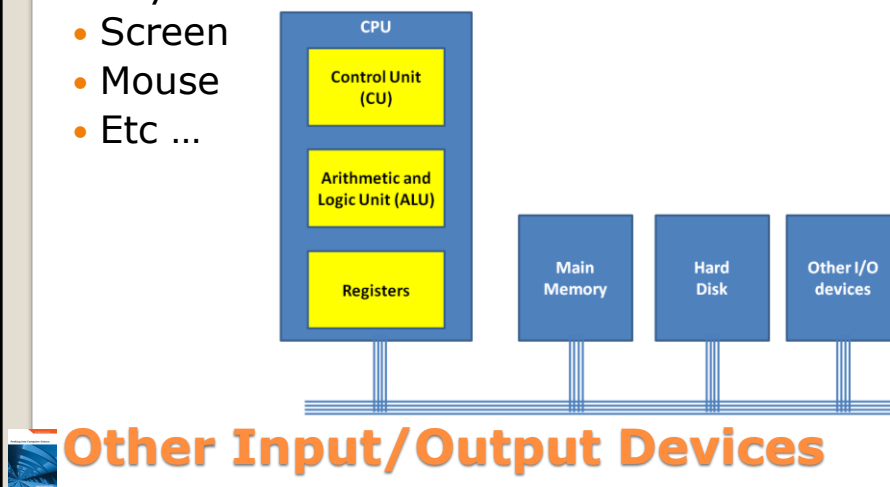 • Screen
• Mouse
• Etc …
CPU
Control Unit
(CU)
Arithmetic and
Logic Unit (ALU)
Registers
Main
Memory
Hard
Disk
Other I/O
devices
Other Input/Output Devices